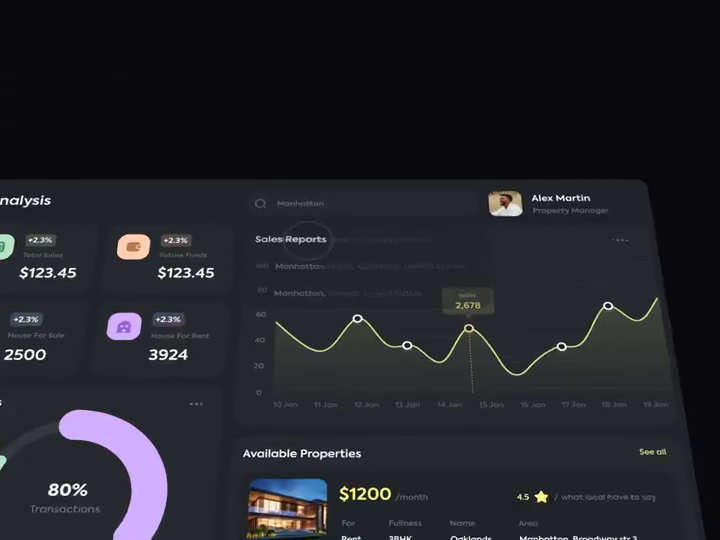 nalysis
Manhattan
Alex Martin
Property Manager
+2.3%
Total Sales
$123.45
+2.3%
Future Funds
$123.45
+2.3%
House For Sale
2500
+2.3%
House For Rent
3924
Sales Reports
Manhattan
Manhattan,
100
80
60
40
20
0
Sales
2,678
10 Jan
11 Jan
12 Jan
13 Jan
14 Jan
15 Jan
16 Jan
17 Jan
18 Jan
19 Jan
s
80%
Transactions
Available Properties
See all
$1200 /month
4.5 / what local have to say
For
Fullness
Name
Area
Rent
3BHK
Oaklands
Manhattan, Broadway str.3